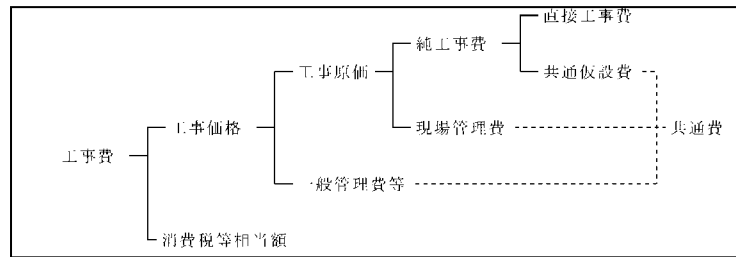 直接工事費
純工事費
工事原価
共通仮設費
工事価格
現場管理費
共通費
工事費
一般管理費等
消費税等相当額